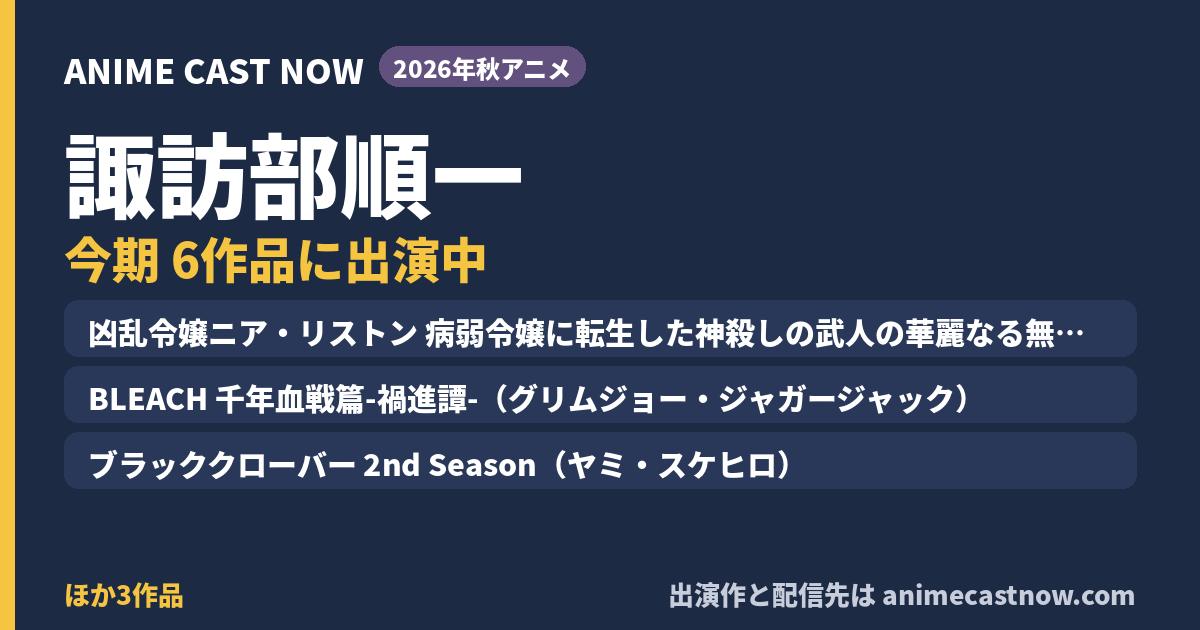 ANIME CAST NOW 2026年秋アニメ
諏訪部順一
今期 6作品に出演中
凶乱令嬢ニア・リストン 病弱令嬢に転生した神殺しの武人の華麗なる無…
BLEACH 千年血戦篇-禍進譚-（グリムジョー・ジャガージャック）
ブラッククローバー 2nd Season（ヤミ・スケヒロ）
ほか3作品
出演作と配信先は animecastnow.com